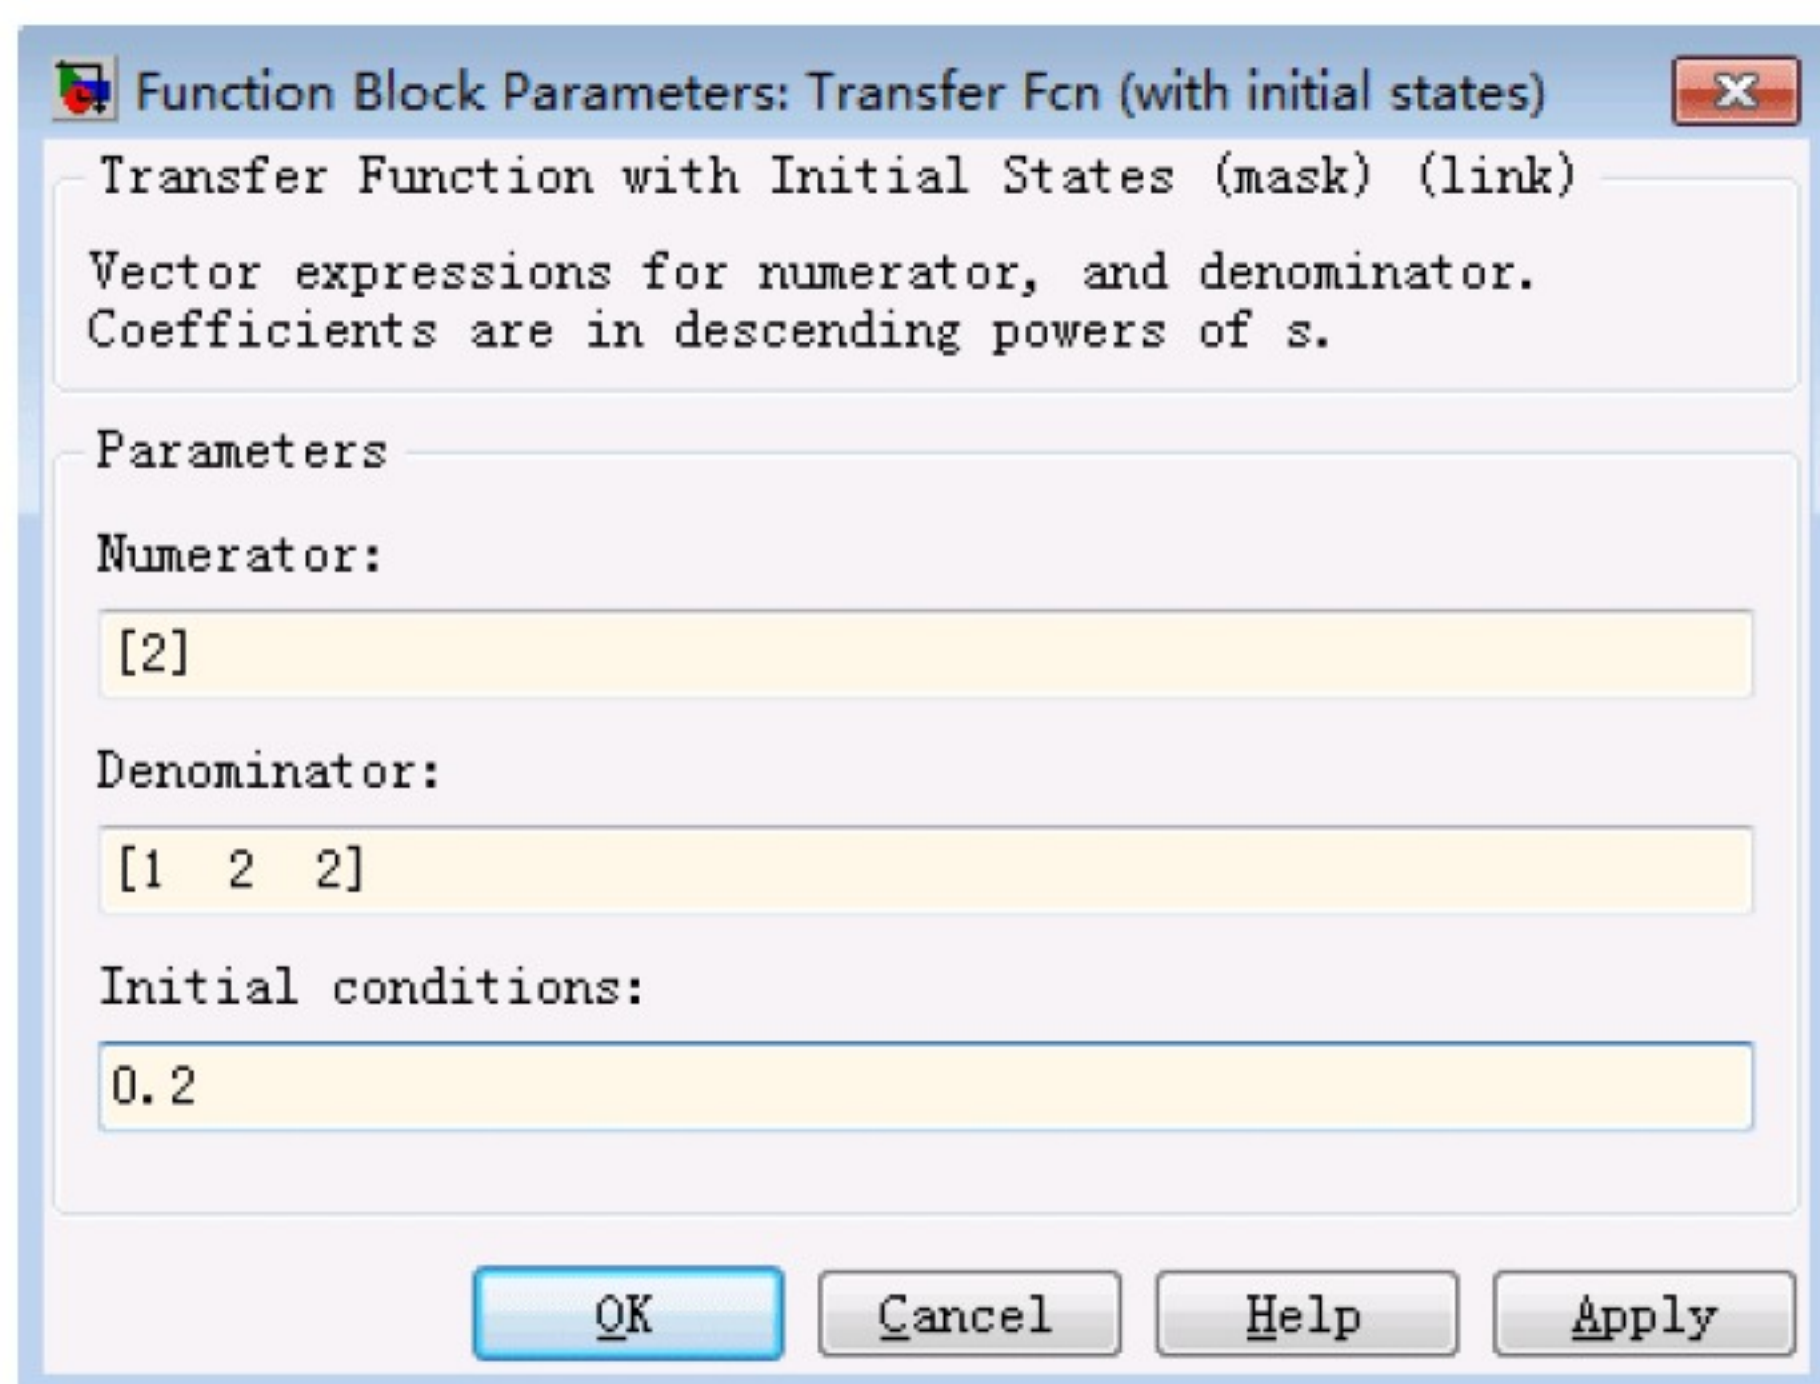 Function Block Parameters: Transfer Fcn (with initial states)
Transfer Function with Initial States (mask) (link)
Vector expressions for numerator, and denominator.
Coefficients are in descending powers of s.
Parameters
Numerator:
[2]
Denominator:
[1  2  2]
Initial conditions:
0.2
OK Cancel Help Apply